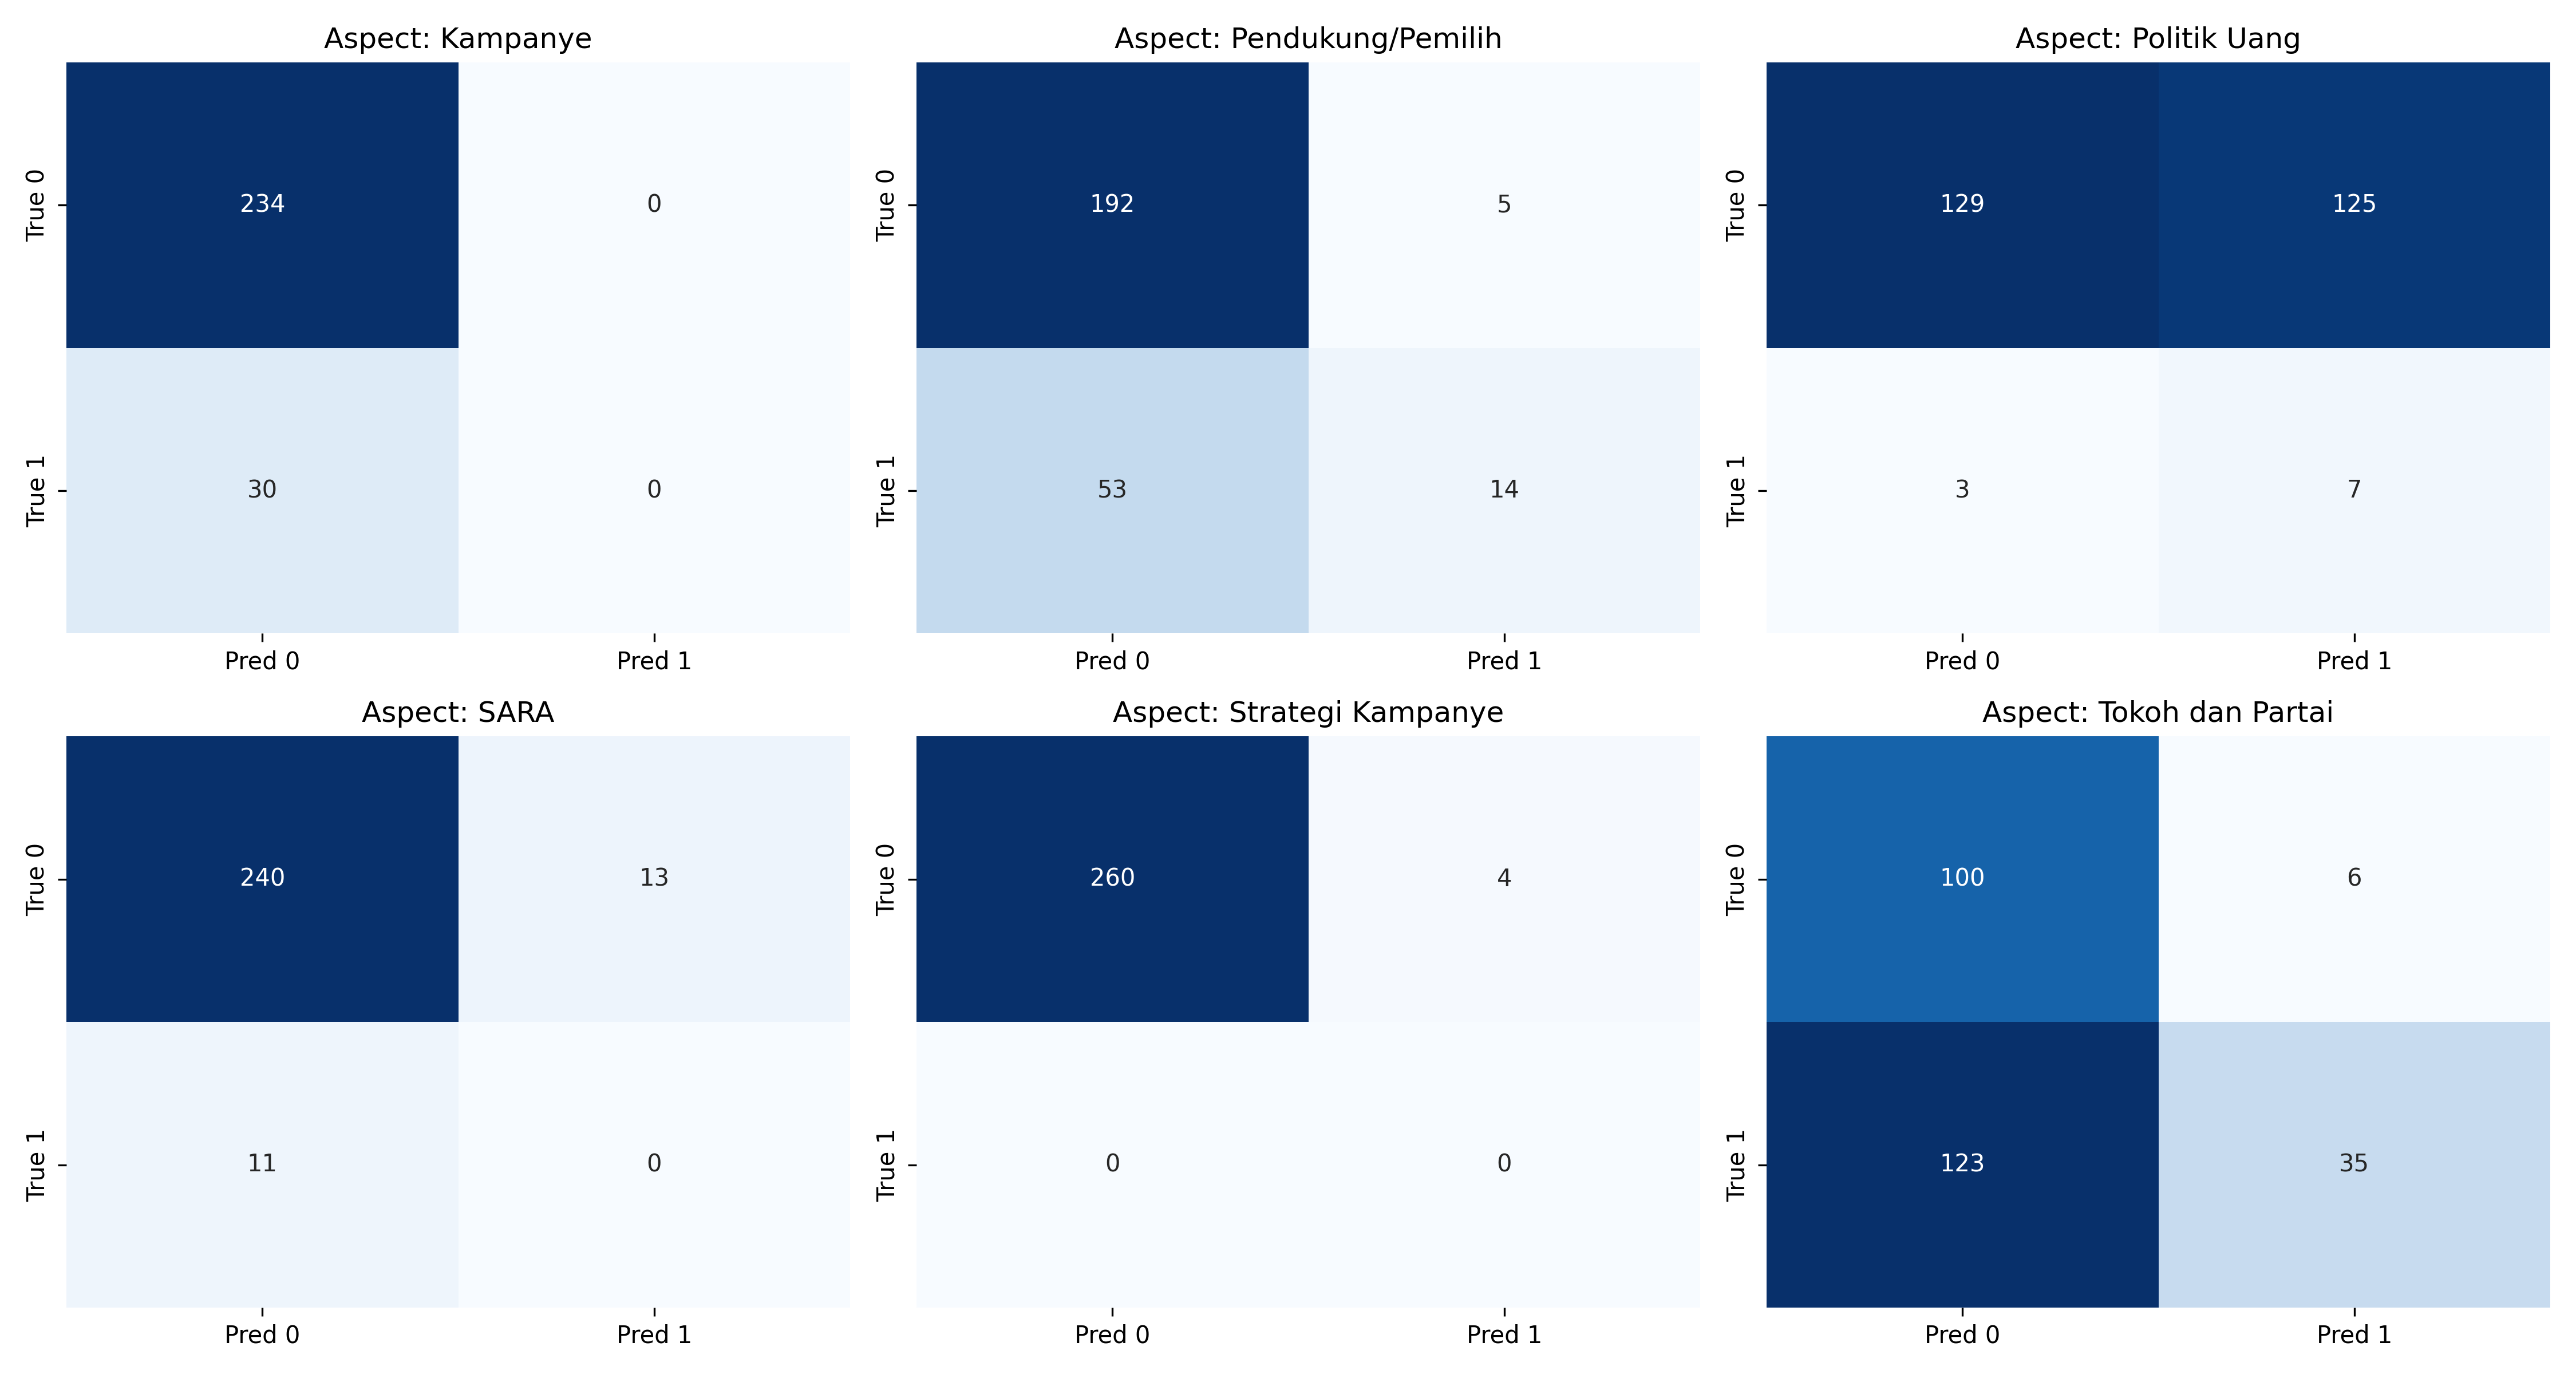 Aspect: Kampanye
True 0
234
0
True 1
30
0
Pred 0
Pred 1
Aspect: Pendukung/Pemilih
True 0
192
5
True 1
53
14
Pred 0
Pred 1
Aspect: Politik Uang
True 0
129
125
True 1
3
7
Pred 0
Pred 1
Aspect: SARA
True 0
240
13
True 1
11
0
Pred 0
Pred 1
Aspect: Strategi Kampanye
True 0
260
4
True 1
0
0
Pred 0
Pred 1
Aspect: Tokoh dan Partai
True 0
100
6
True 1
123
35
Pred 0
Pred 1